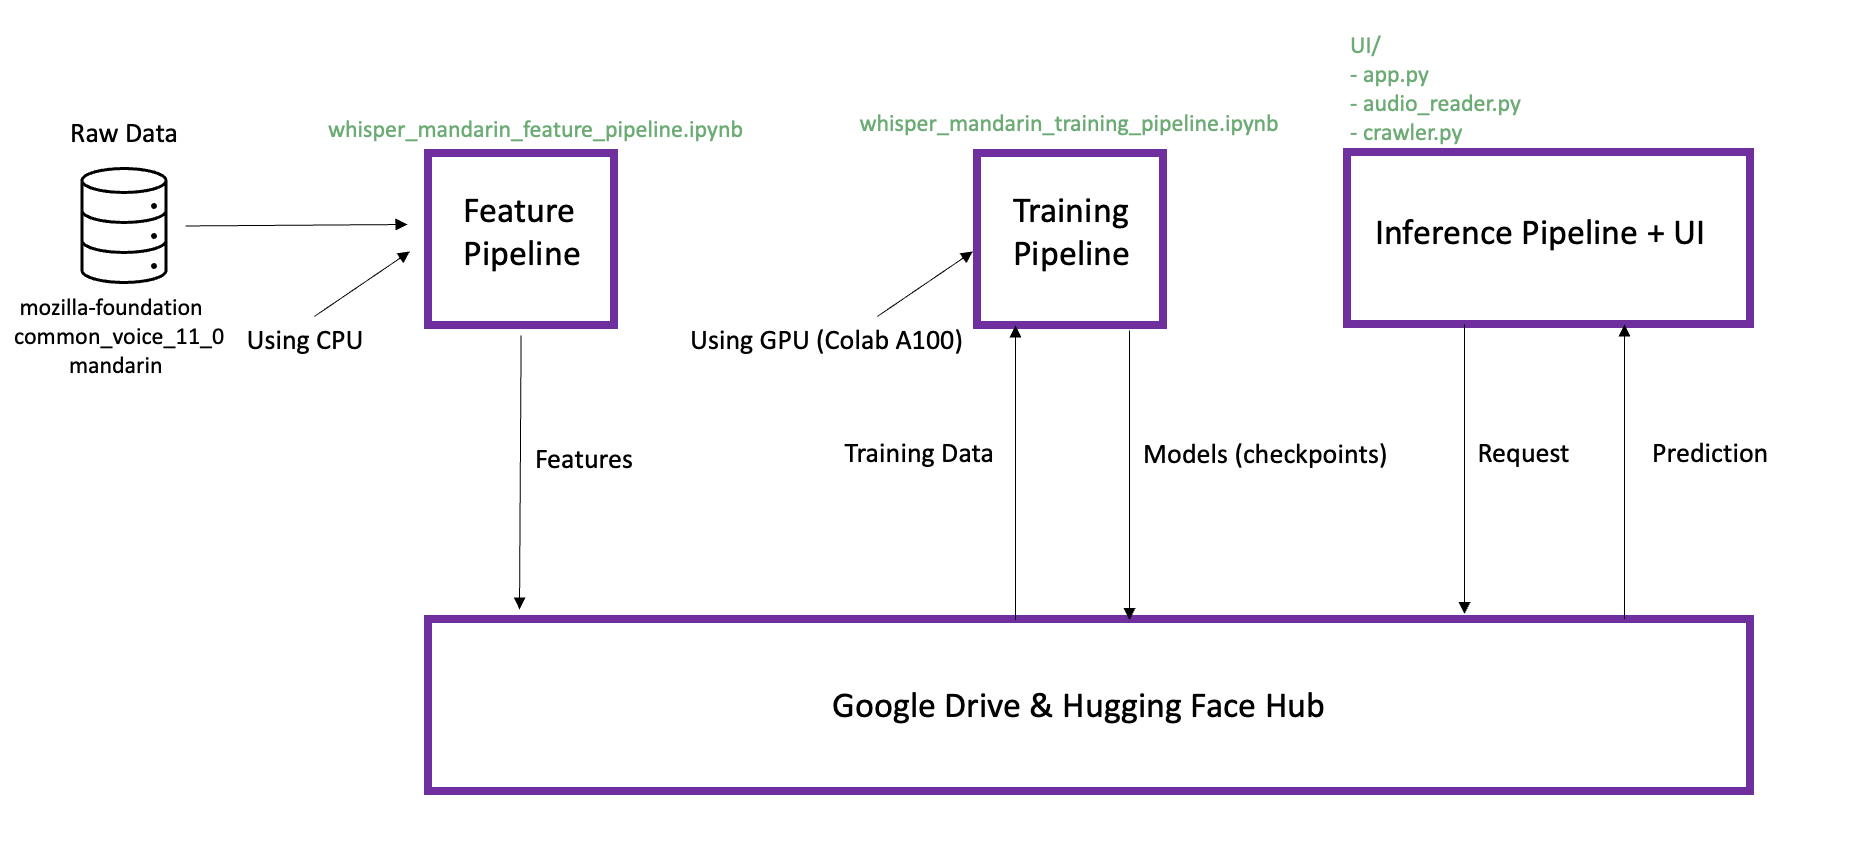 Raw Data
mozilla-foundation
common_voice_11_0
mandarin
Using CPU
whisper_mandarin_feature_pipeline.ipynb
Feature
Pipeline
Features
whisper_mandarin_training_pipeline.ipynb
Training
Pipeline
Using GPU (Colab A100)
Training Data
Models (checkpoints)
UI/
- app.py
- audio_reader.py
- crawler.py
Inference Pipeline + UI
Request
Prediction
Google Drive & Hugging Face Hub